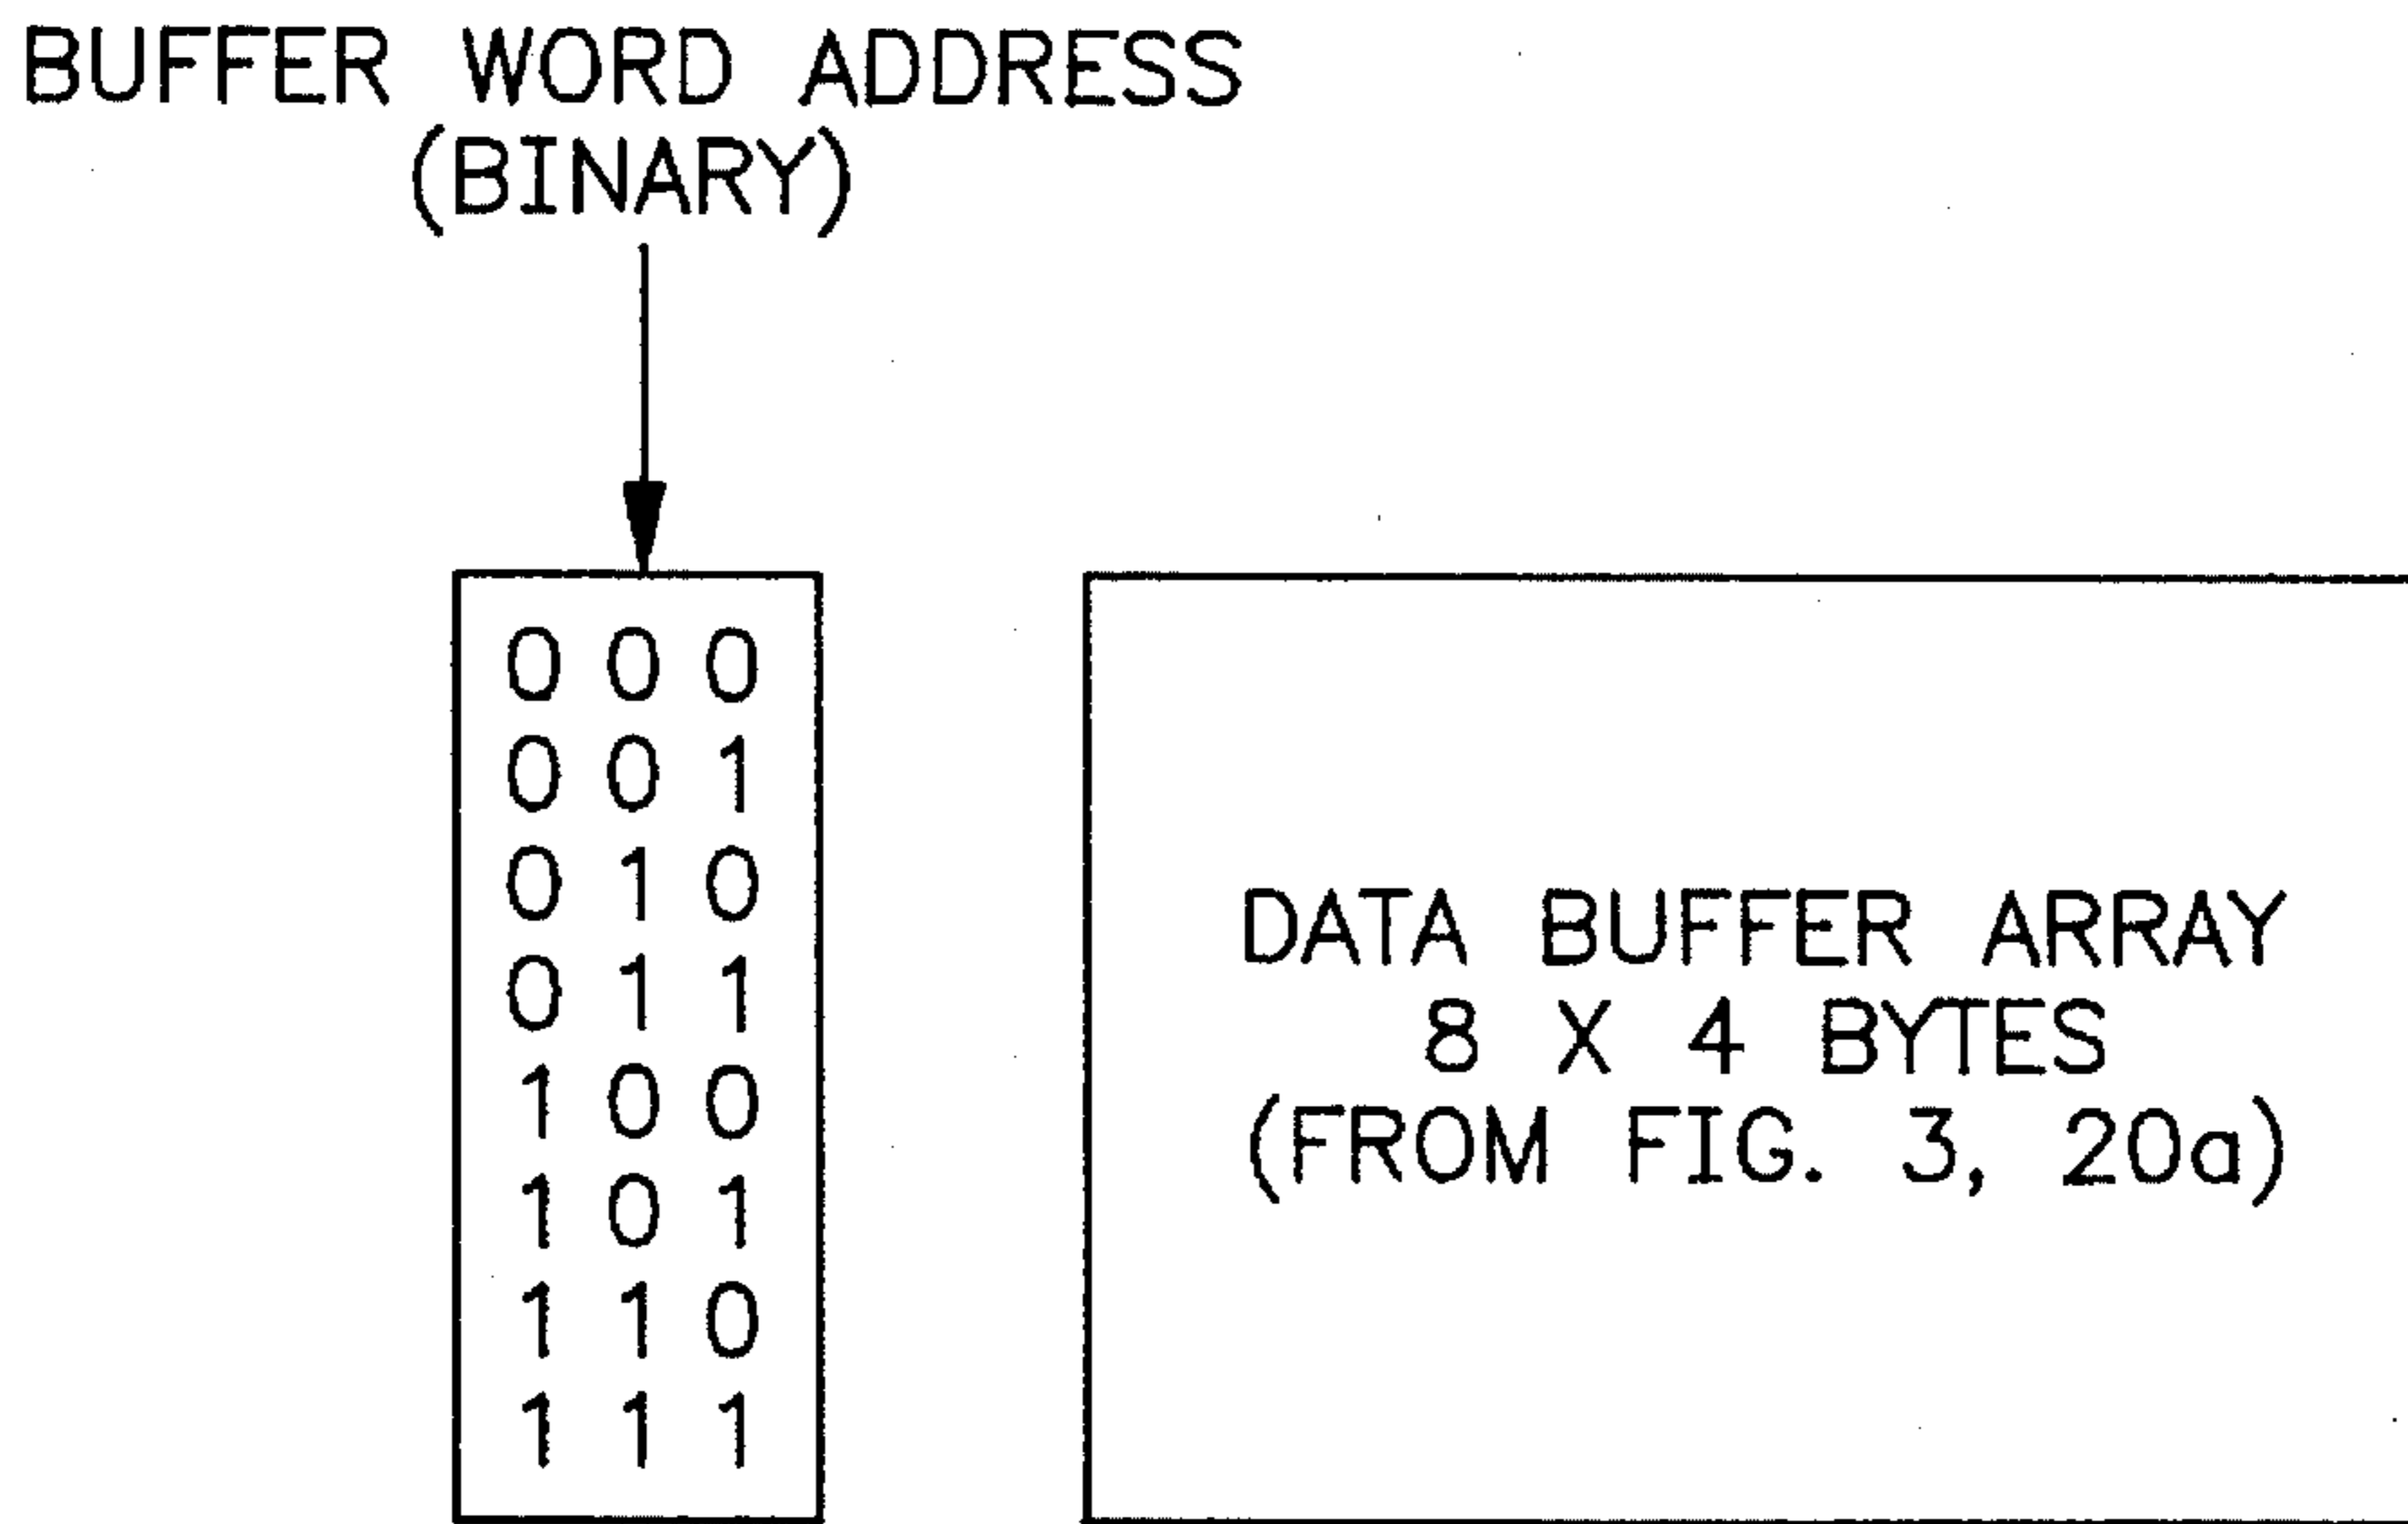 BUFFER WORD ADDRESS
(BINARY)
0 0 0
0 0 1
0 1 0
0 1 1
1 0 0
1 0 1
1 1 0
1 1 1
DATA BUFFER ARRAY
8 X 4 BYTES
(FROM FIG. 3, 20a)